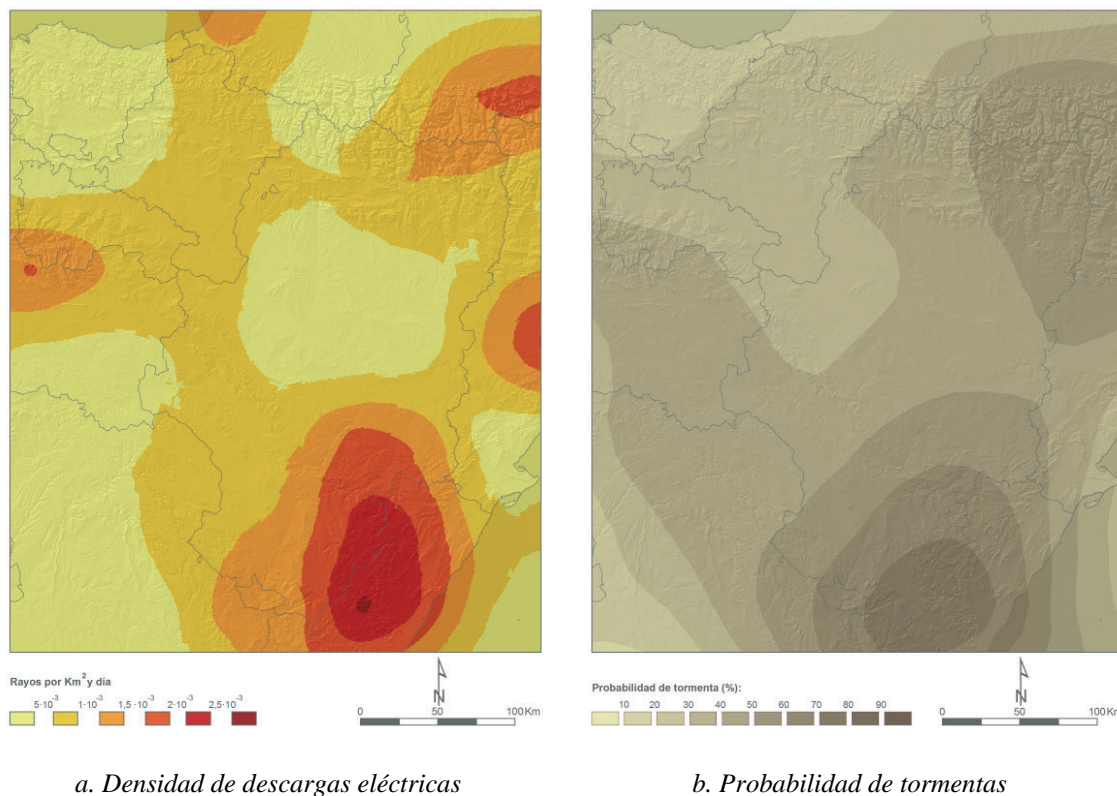 Rayos por Km² y día
5·10⁻³ 1·10⁻³ 1,5·10⁻³ 2·10⁻³ 2,5·10⁻³
N
0 50 100 Km
Probabilidad de tormenta (%):
10 20 30 40 50 60 70 80 90
N
0 50 100 Km
a. Densidad de descargas eléctricas
b. Probabilidad de tormentas